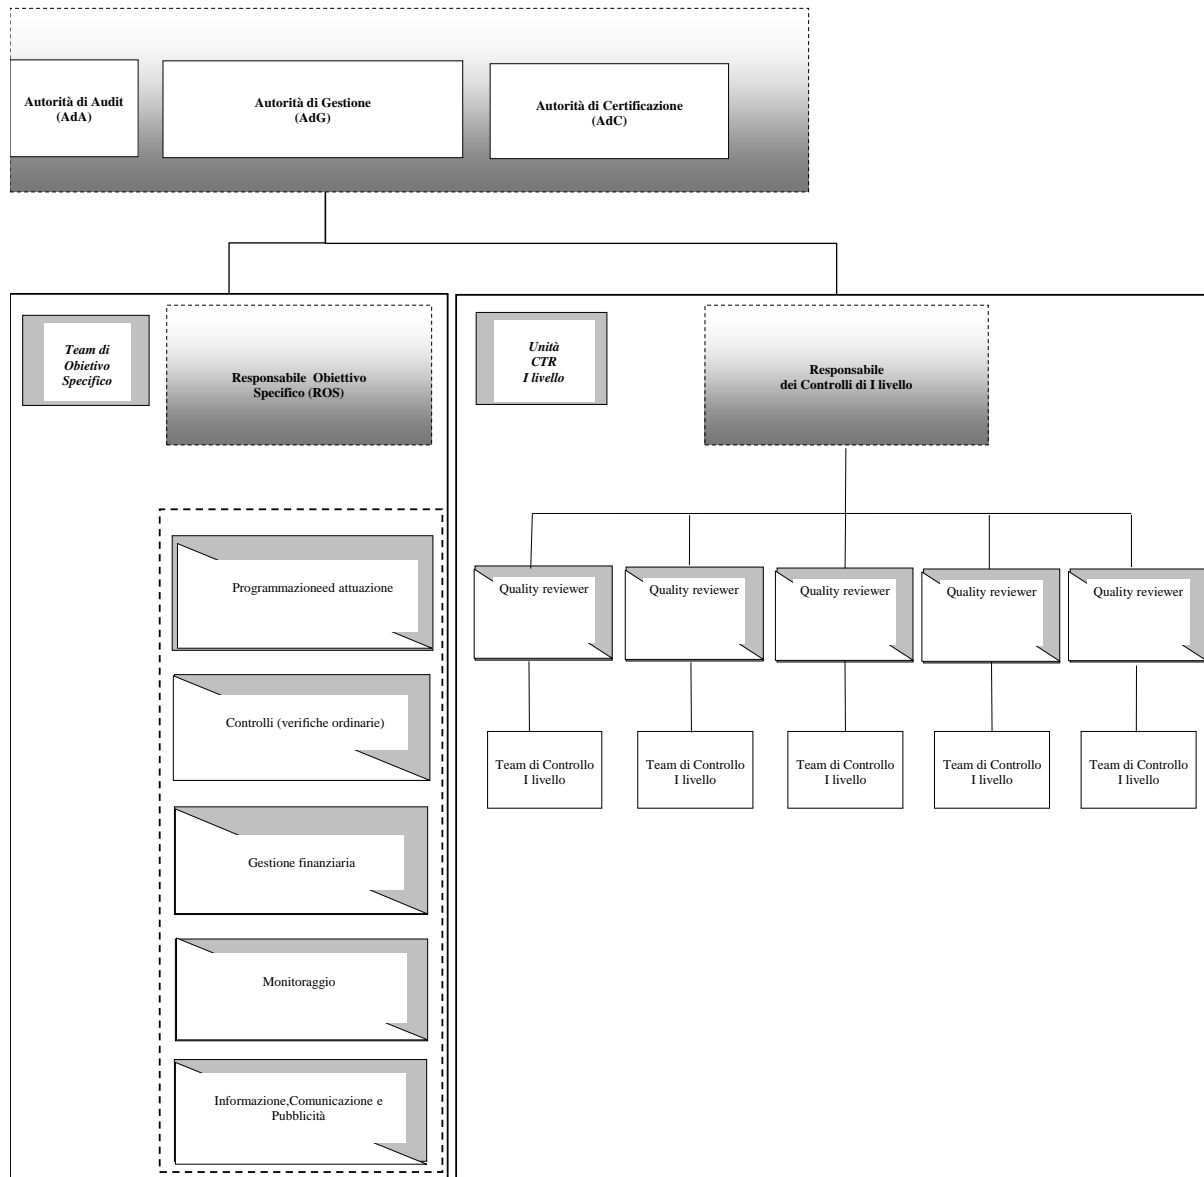 Autorità di Audit
(AdA)
Autorità di Gestione
(AdG)
Autorità di Certificazione
(AdC)
Team di
Obietivo
Specifico
Responsabile Obiettivo
Specifico (ROS)
Unità
CTR
I livello
Responsabile
dei Controlli di I livello
Programmazioneed attuazione
Controlli (verifiche ordinarie)
Gestione finanziaria
Monitoraggio
Informazione,Comunicazione e
Pubblicità
Quality reviewer
Quality reviewer
Quality reviewer
Quality reviewer
Quality reviewer
Team di Controllo
I livello
Team di Controllo
I livello
Team di Controllo
I livello
Team di Controllo
I livello
Team di Controllo
I livello